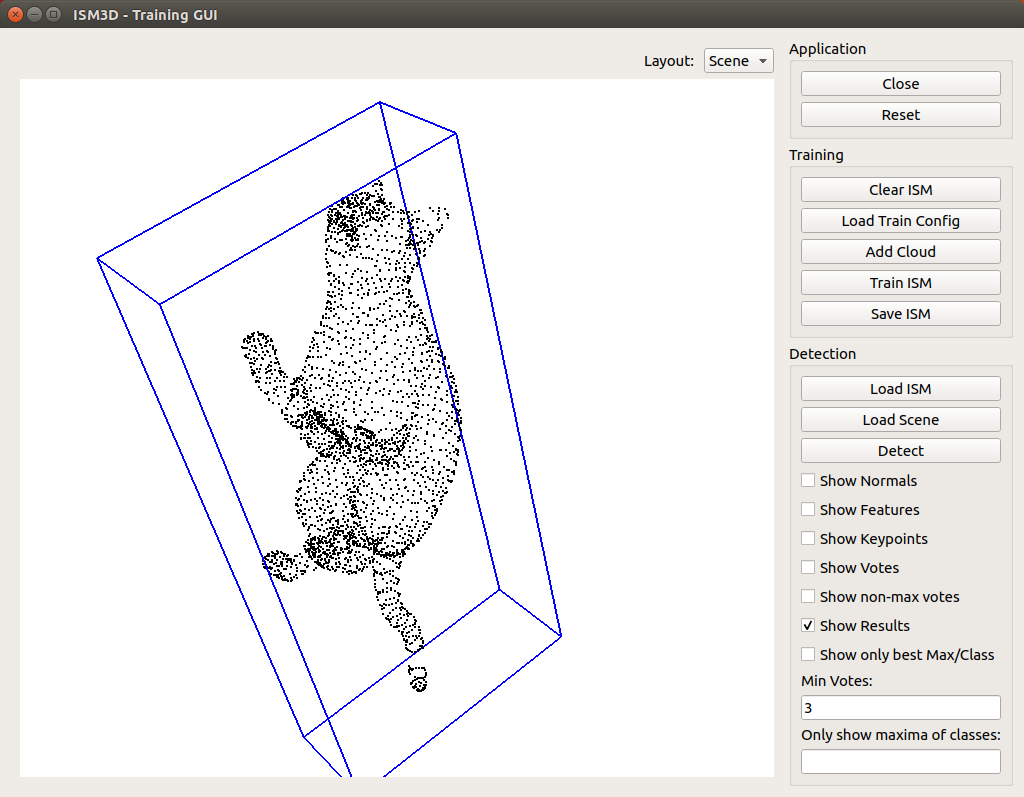 ISM3D - Training GUI
Layout: Scene
Application
Close
Reset
Training
Clear ISM
Load Train Config
Add Cloud
Train ISM
Save ISM
Detection
Load ISM
Load Scene
Detect
Show Normals
Show Features
Show Keypoints
Show Votes
Show non-max votes
Show Results
Show only best Max/Class
Min Votes:
3
Only show maxima of classes: